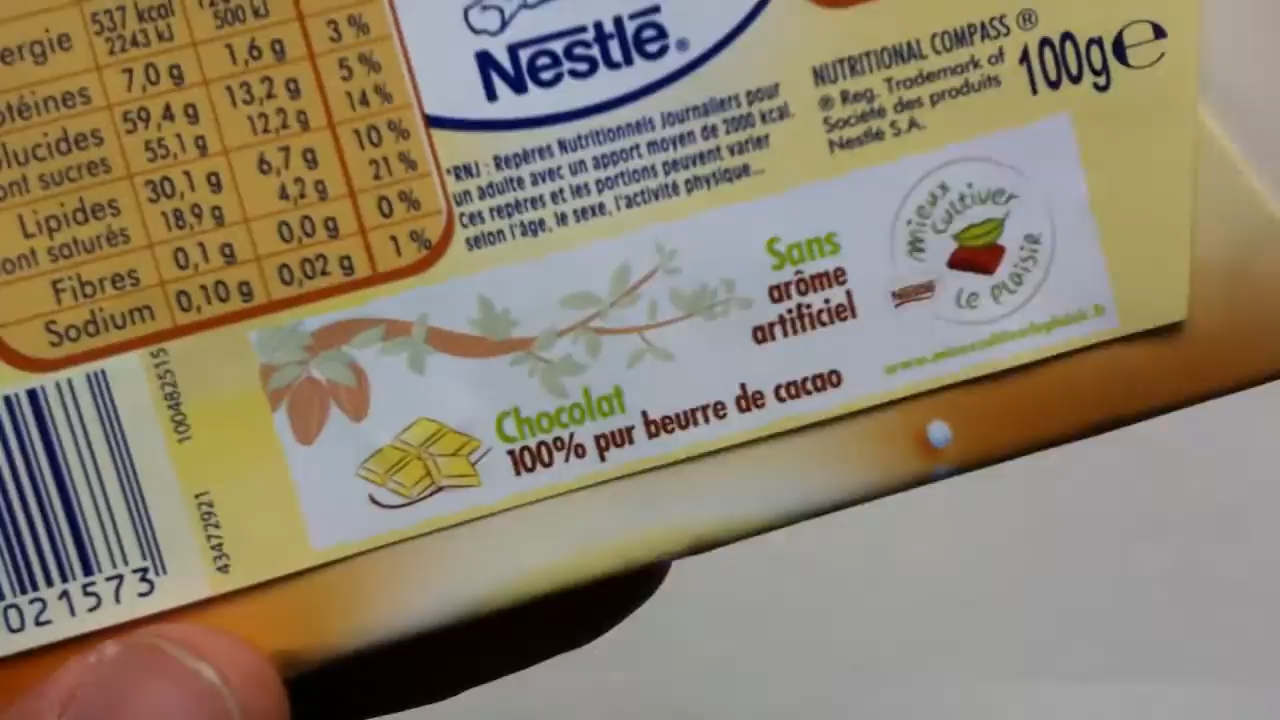 ergie 537 kcal
2243 kJ 500 kJ 3 %
otéines 7,0 g 1,6 g 5 %
lucides 59,4 g 13,2 g 14 %
ont sucres 55,1 g 12,2 g
Lipides 30,1 g 6,7 g 10 %
ont saturés 18,9 g 4,2 g 21 %
Fibres 0,1 g 0,0 g 0 %
Sodium 0,10 g 0,02 g 1 %
Nestlé®
*RNJ : Repères Nutritionnels Journaliers pour
un adulte avec un apport moyen de 2000 kcal.
Ces repères et les portions peuvent varier
selon l'âge, le sexe, l'activité physique...
NUTRITIONAL COMPASS ®
® Reg. Trademark of
Société des produits
Nestlé S.A.
100g e
Sans
arôme
artificiel
mieux
cultiver
le plaisir
Nestlé
Chocolat
100% pur beurre de cacao
100482515
43472921
021573